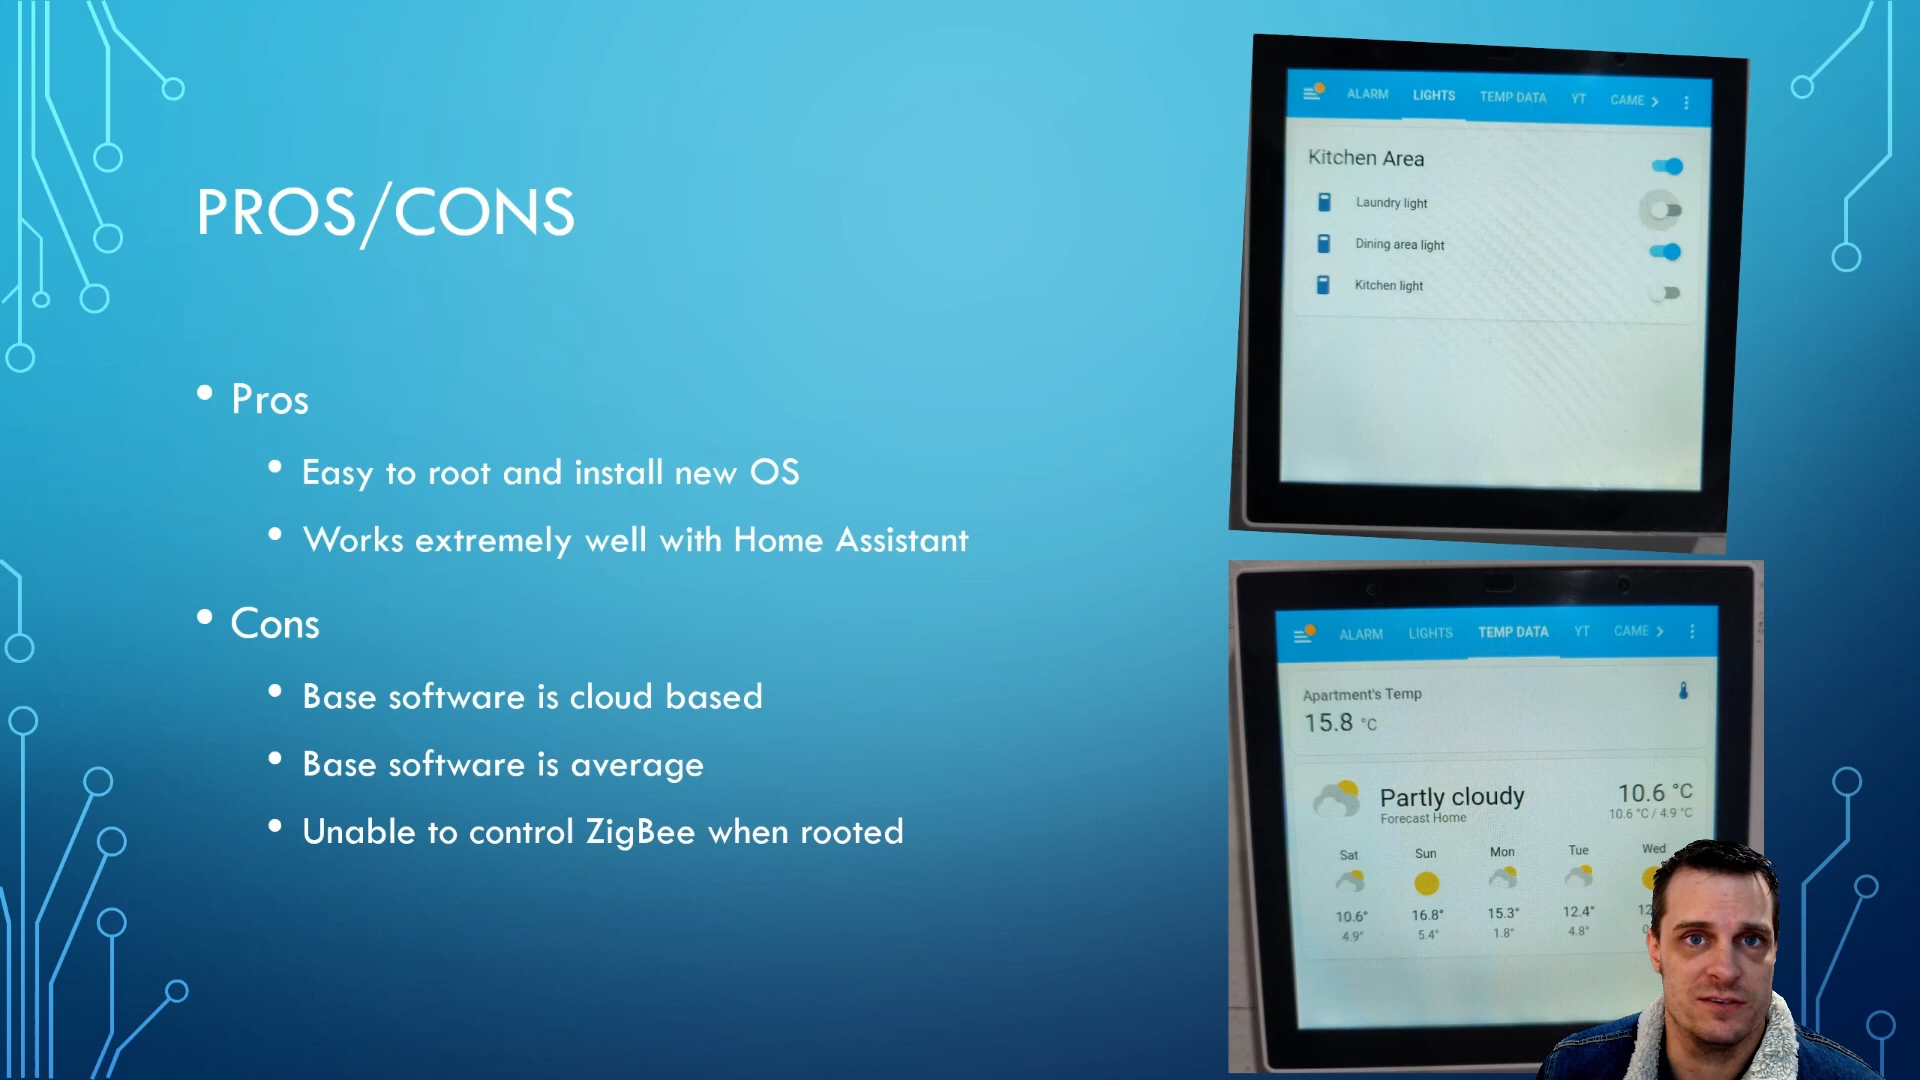 PROS/CONS
Pros
Easy to root and install new OS
Works extremely well with Home Assistant
Cons
Base software is cloud based
Base software is average
Unable to control ZigBee when rooted
ALARM LIGHTS TEMP DATA YT CAME
Kitchen Area
Laundry light
Dining area light
Kitchen light
ALARM LIGHTS TEMP DATA YT CAME
Apartment's Temp
15.8 °C
Partly cloudy 10.6 °C
Forecast Home 10.6 °C / 4.9 °C
Sat Sun Mon Tue Wed
10.6° 16.8° 15.3° 12.4°
4.9° 5.4° 1.8° 4.8°